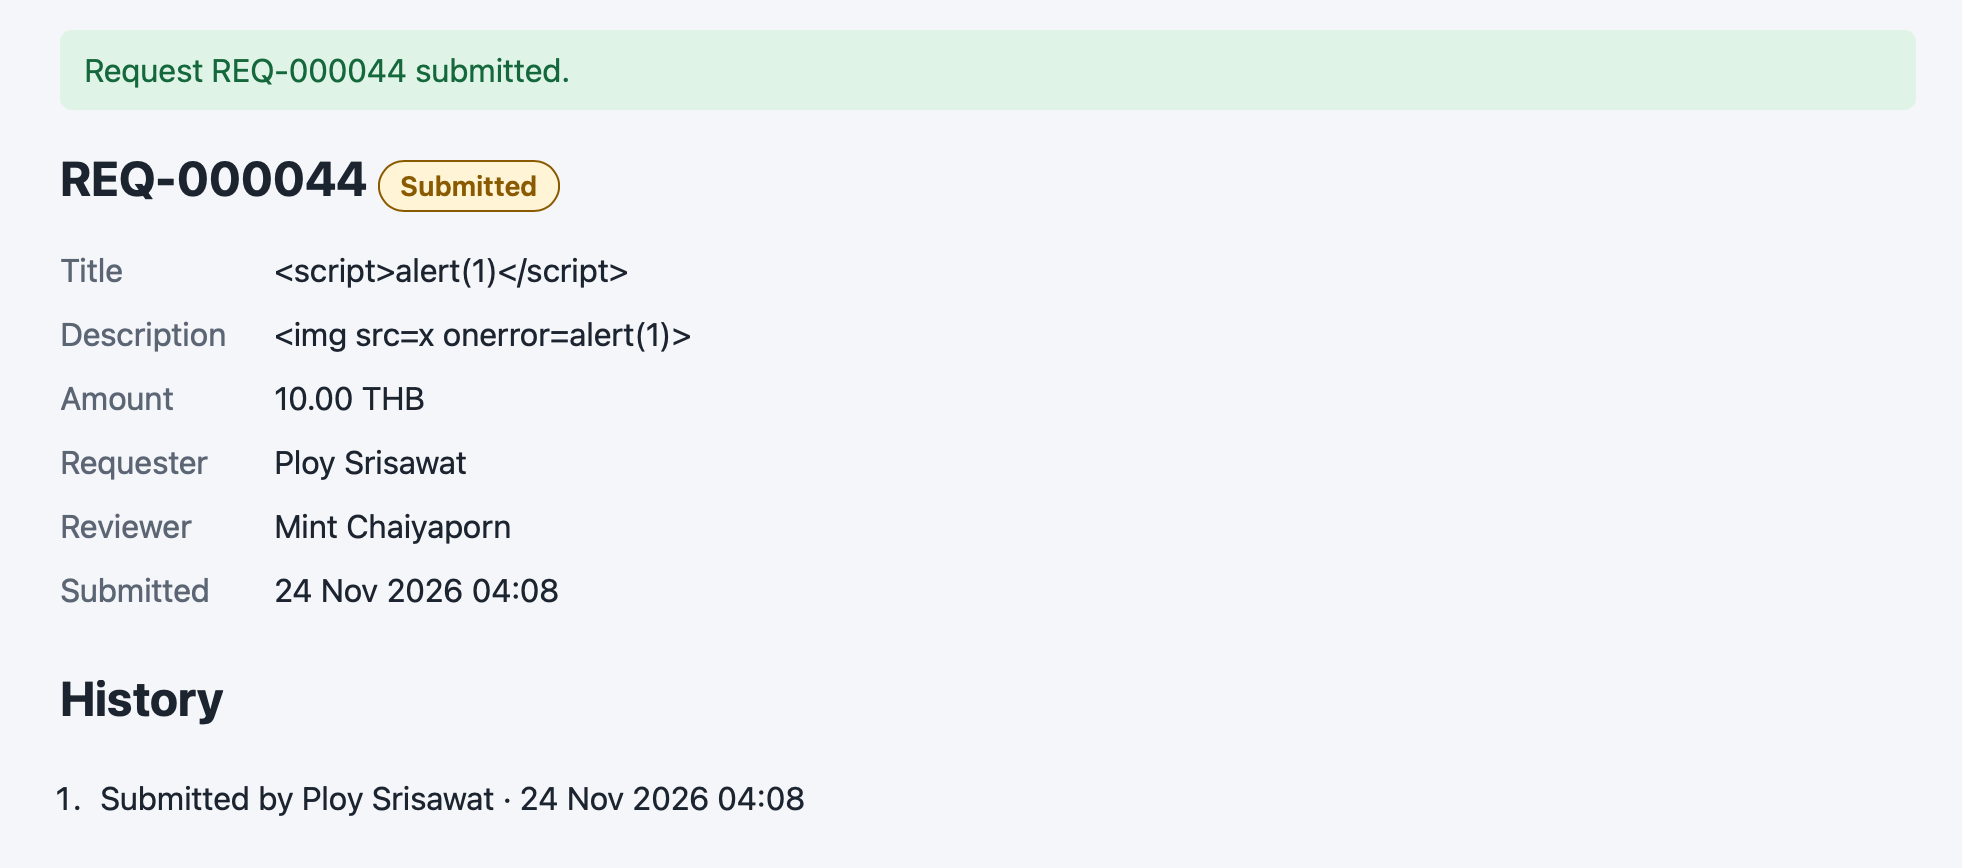 Request REQ-000044 submitted.
REQ-000044 Submitted
Title <script>alert(1)</script>
Description <img src=x onerror=alert(1)>
Amount 10.00 THB
Requester Ploy Srisawat
Reviewer Mint Chaiyaporn
Submitted 24 Nov 2026 04:08
History
1. Submitted by Ploy Srisawat · 24 Nov 2026 04:08